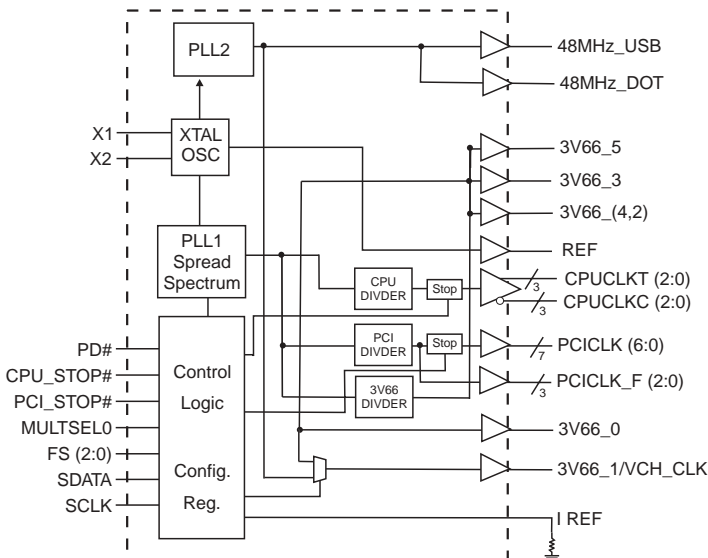 PLL2
48MHz_USB
48MHz_DOT
X1
X2
XTAL
OSC
3V66_5
3V66_3
3V66_(4,2)
REF
PLL1
Spread
Spectrum
CPU
DIVDER
Stop
3
CPUCLKT (2:0)
3
CPUCLKC (2:0)
PD#
CPU_STOP#
PCI_STOP#
MULTSEL0
FS (2:0)
SDATA
SCLK
Control
Logic
Config.
Reg.
PCI
DIVDER
Stop
7
PCICLK (6:0)
3V66
DIVDER
3
PCICLK_F (2:0)
3V66_0
3V66_1/VCH_CLK
I REF